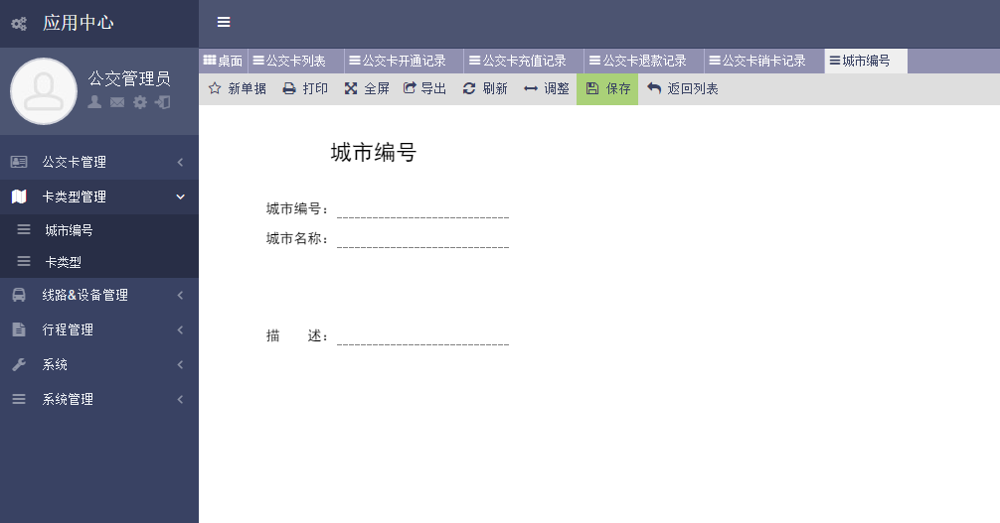 应用中心
公交管理员
公交卡管理
卡类型管理
城市编号
卡类型
线路&设备管理
行程管理
系统
系统管理
桌面 公交卡列表 公交卡开通记录 公交卡充值记录 公交卡退款记录 公交卡销卡记录 城市编号
新单据 打印 全屏 导出 刷新 调整 保存 返回列表
城市编号
城市编号：
城市名称：
描 述：